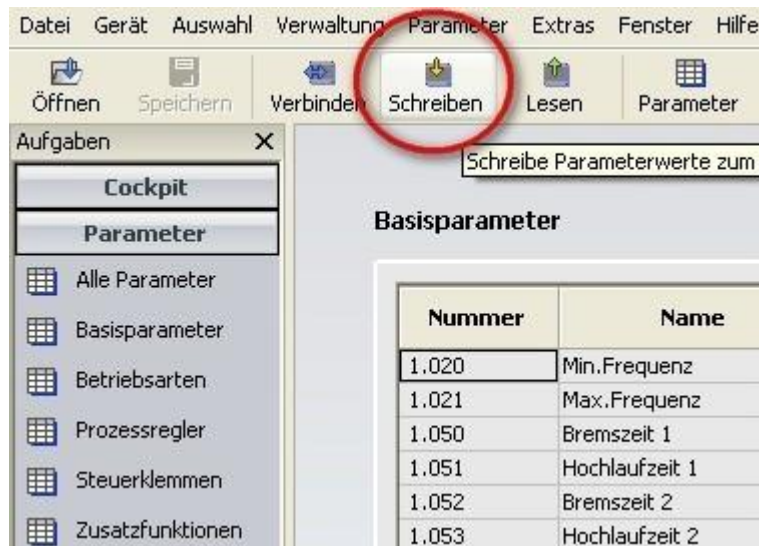 Datei Gerät Auswahl Verwaltung Parameter Extras Fenster Hilfe
Öffnen Speichern Verbinden Schreiben Lesen Parameter
Aufgaben X
Schreibe Parameterwerte zum
Cockpit
Parameter
Basisparameter
Alle Parameter
Basisparameter
Betriebsarten
Prozessregler
Steuerklemmen
Zusatzfunktionen
Nummer Name
1.020 Min.Frequenz
1.021 Max.Frequenz
1.050 Bremszeit 1
1.051 Hochlaufzeit 1
1.052 Bremszeit 2
1.053 Hochlaufzeit 2